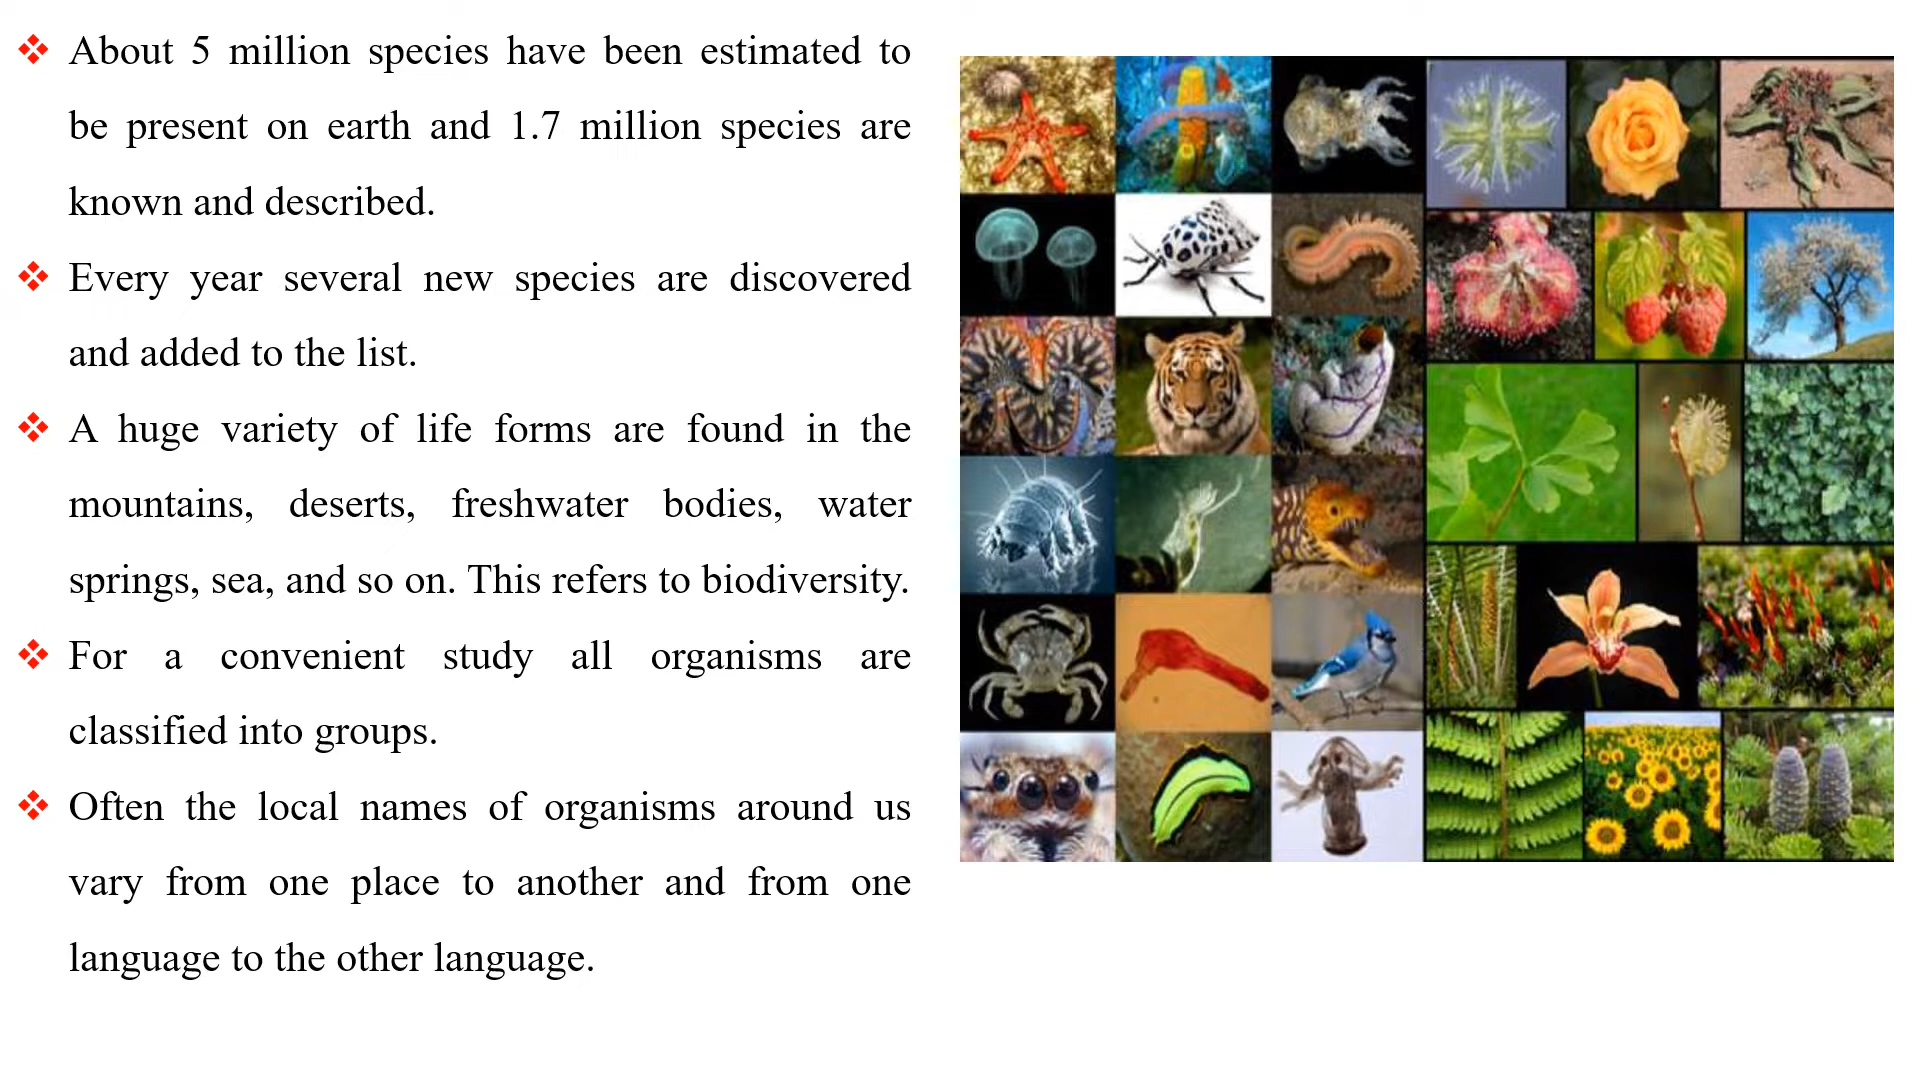 ❖ About 5 million species have been estimated to
be present on earth and 1.7 million species are
known and described.
❖ Every year several new species are discovered
and added to the list.
❖ A huge variety of life forms are found in the
mountains, deserts, freshwater bodies, water
springs, sea, and so on. This refers to biodiversity.
❖ For a convenient study all organisms are
classified into groups.
❖ Often the local names of organisms around us
vary from one place to another and from one
language to the other language.